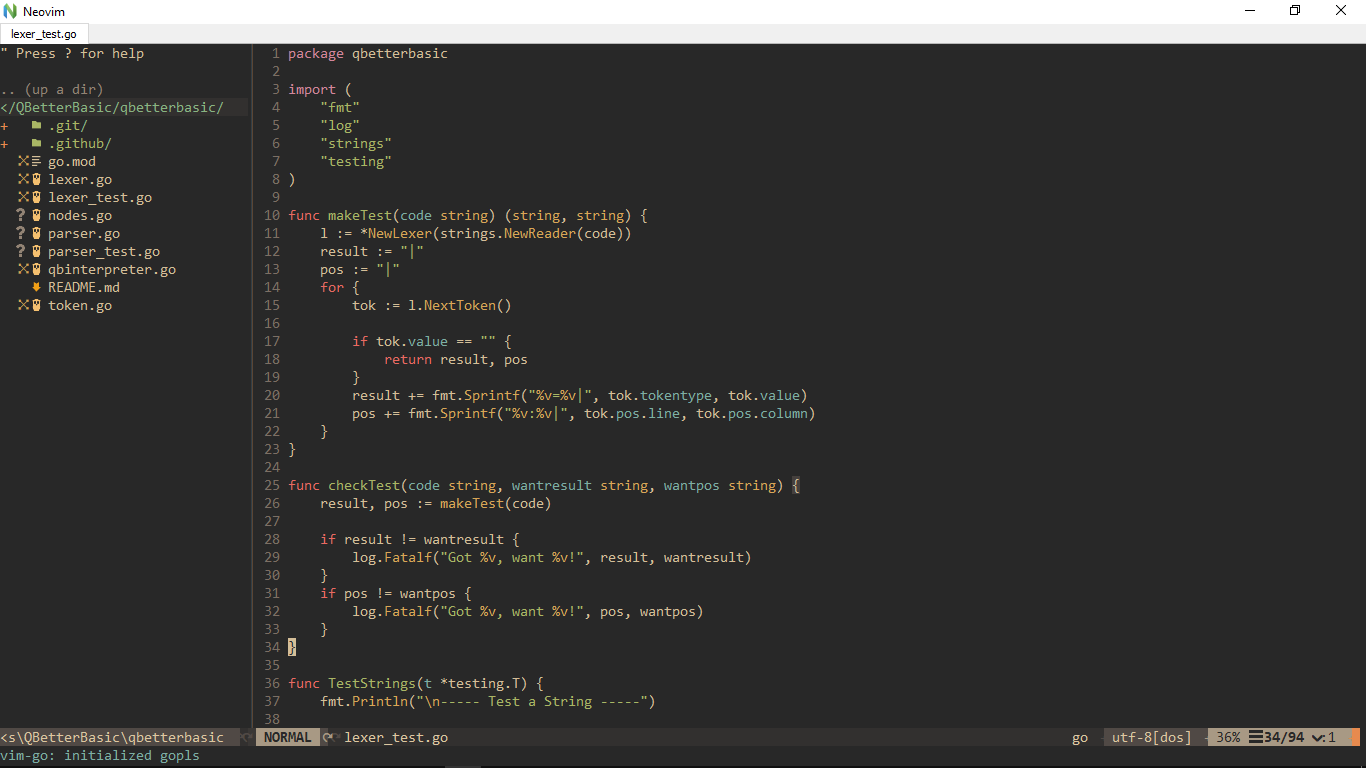 Neovim
lexer_test.go
" Press ? for help
.. (up a dir)
</QBetterBasic/qbetterbasic/
+ .git/
+ .github/
go.mod
lexer.go
lexer_test.go
? nodes.go
? parser.go
? parser_test.go
qbinterpreter.go
README.md
token.go
1 package qbetterbasic
2
3 import (
4     "fmt"
5     "log"
6     "strings"
7     "testing"
8 )
9
10 func makeTest(code string) (string, string) {
11     l := *NewLexer(strings.NewReader(code))
12     result := "|"
13     pos := "|"
14     for {
15         tok := l.NextToken()
16
17         if tok.value == "" {
18             return result, pos
19         }
20         result += fmt.Sprintf("%v=%v|", tok.tokentype, tok.value)
21         pos += fmt.Sprintf("%v:%v|", tok.pos.line, tok.pos.column)
22     }
23 }
24
25 func checkTest(code string, wantresult string, wantpos string) {
26     result, pos := makeTest(code)
27
28     if result != wantresult {
29         log.Fatalf("Got %v, want %v!", result, wantresult)
30     }
31     if pos != wantpos {
32         log.Fatalf("Got %v, want %v!", pos, wantpos)
33     }
34 }
35
36 func TestStrings(t *testing.T) {
37     fmt.Println("\n----- Test a String -----")
38
<s\QBetterBasic\qbetterbasic
NORMAL lexer_test.go go utf-8[dos] 36% 34/94 :1
vim-go: initialized gopls